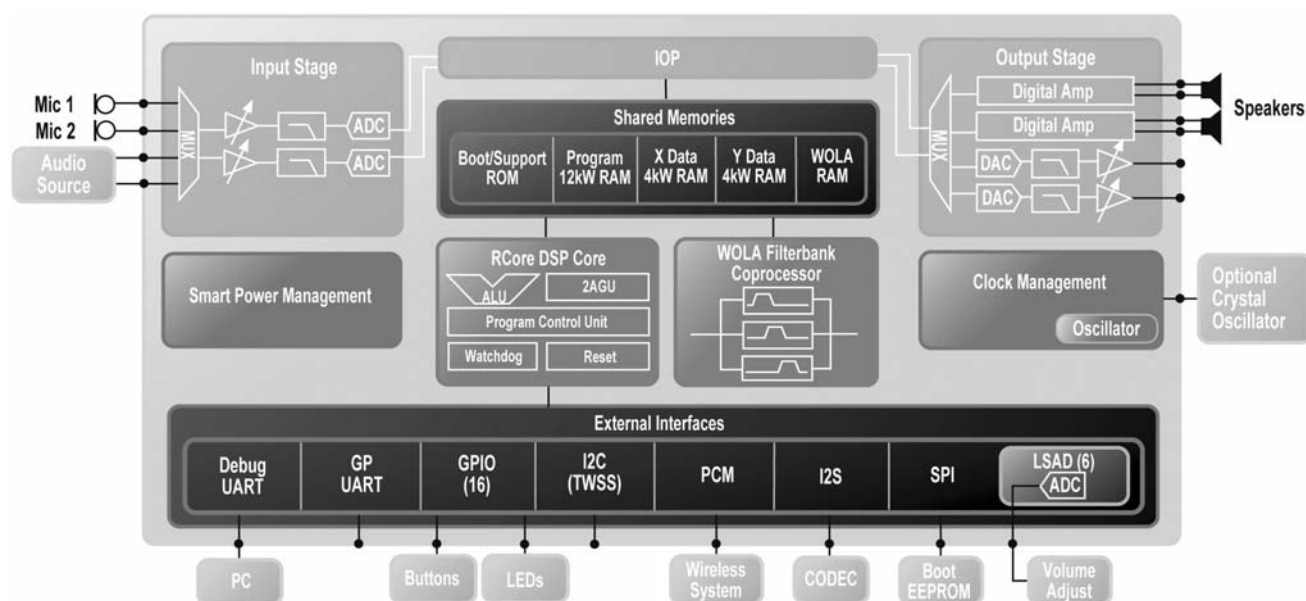 Input Stage
MUX
ADC
ADC
Mic 1
Mic 2
Audio
Source
IOP
Shared Memories
Boot/Support
ROM
Program
12kW RAM
X Data
4kW RAM
Y Data
4kW RAM
WOLA
RAM
Output Stage
MUX
Digital Amp
Digital Amp
DAC
DAC
Speakers
Smart Power Management
RCore DSP Core
ALU
2AGU
Program Control Unit
Watchdog
Reset
WOLA Filterbank
Coprocessor
Clock Management
Oscillator
Optional
Crystal
Oscillator
External Interfaces
Debug
UART
GP
UART
GPIO
(16)
I2C
(TWSS)
PCM
I2S
SPI
LSAD (6)
ADC
PC
Buttons
LEDs
Wireless
System
CODEC
Boot
EEPROM
Volume
Adjust